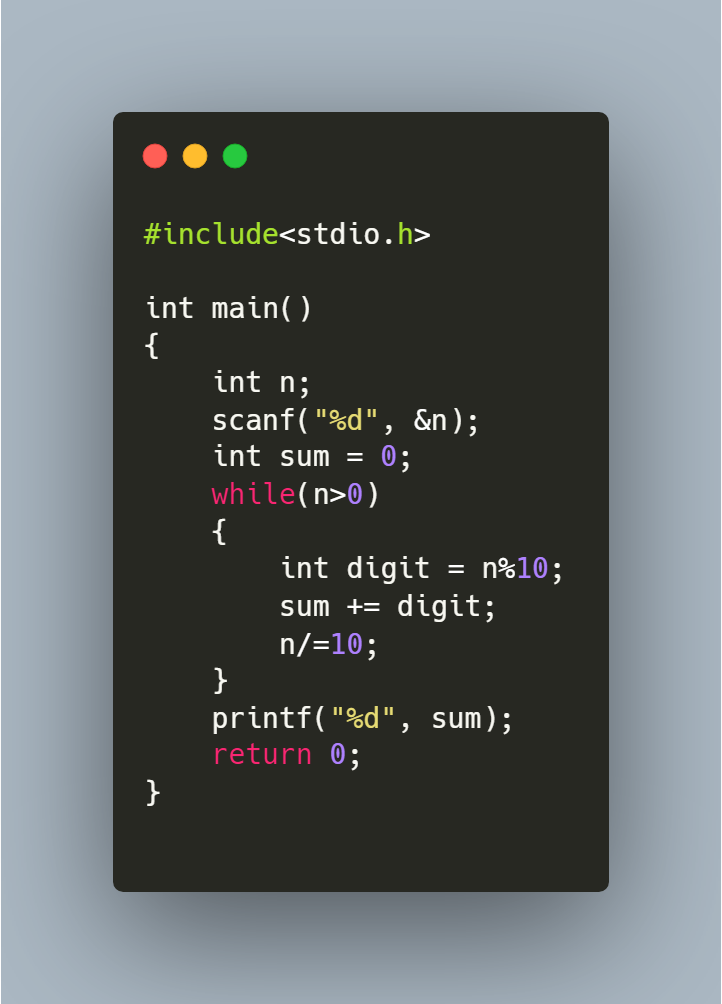 #include<stdio.h>

int main()
{
    int n;
    scanf("%d", &n);
    int sum = 0;
    while(n>0)
    {
        int digit = n%10;
        sum += digit;
        n/=10;
    }
    printf("%d", sum);
    return 0;
}